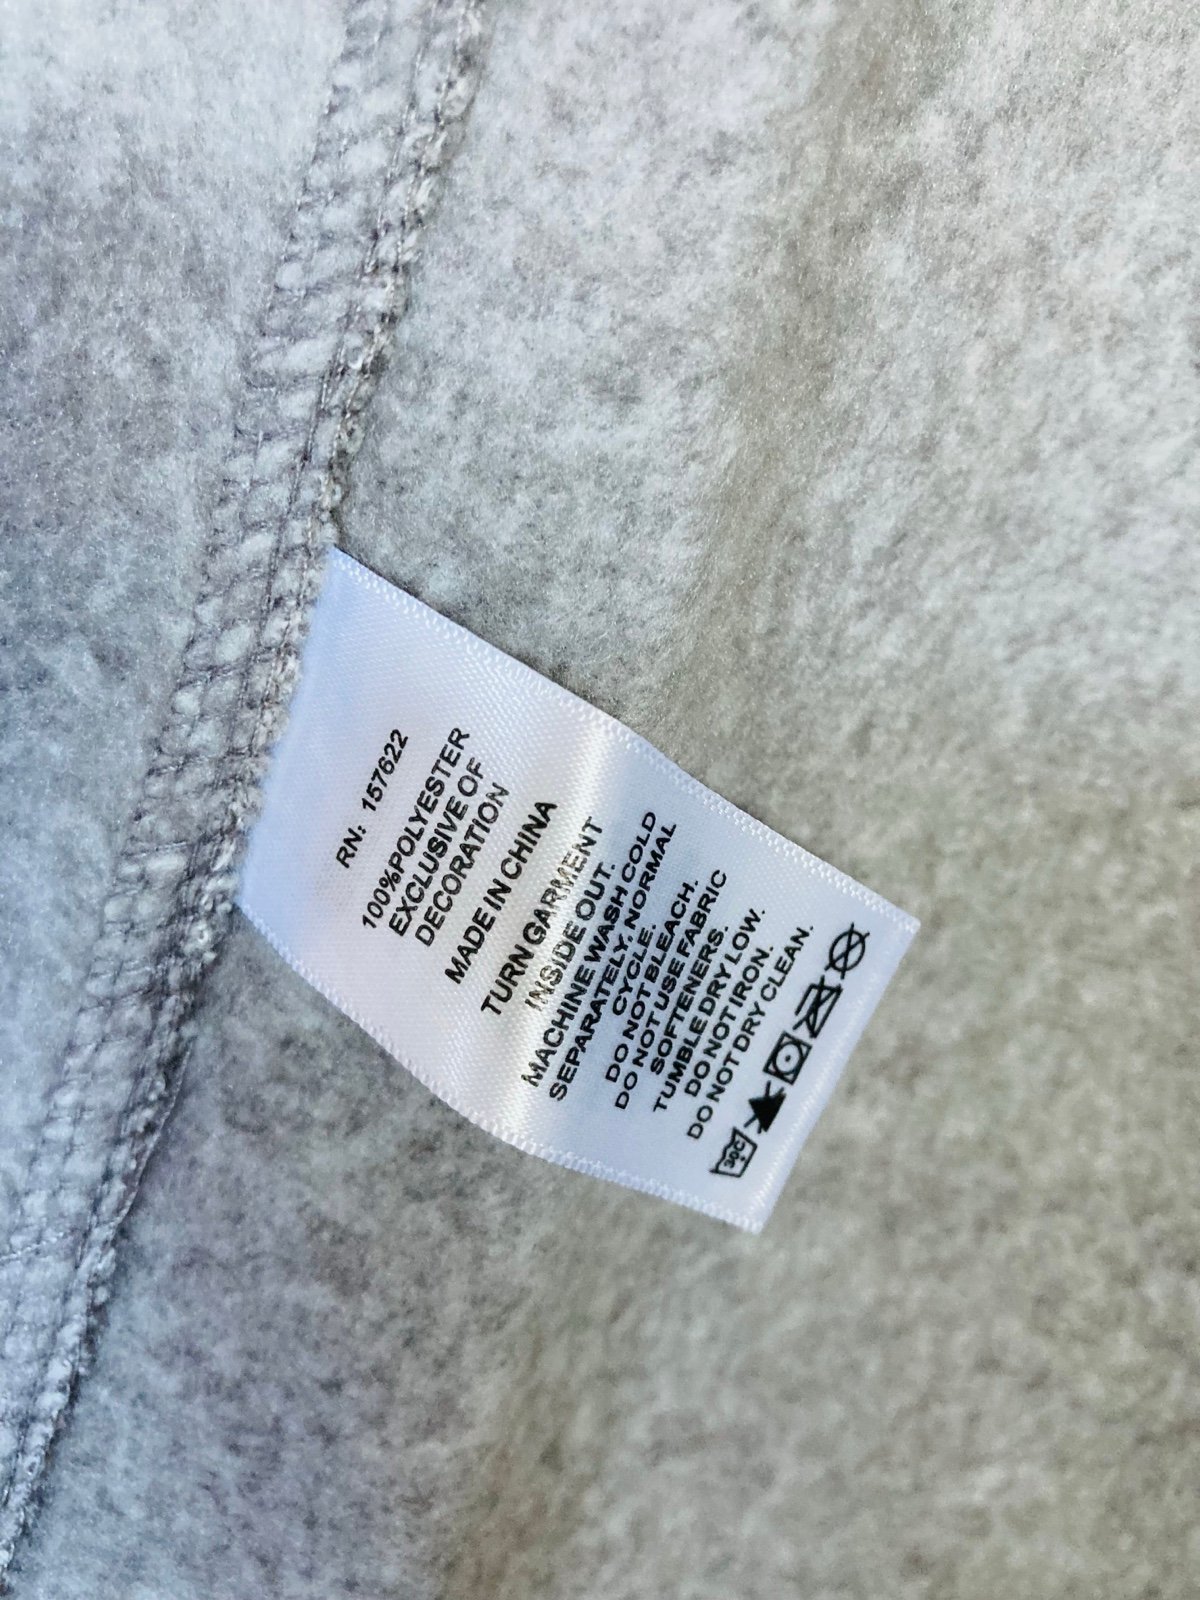 RN: 157622
100%POLYESTER
EXCLUSIVE OF
DECORATION
MADE IN CHINA
TURN GARMENT
INSIDE OUT.
MACHINE WASH COLD
SEPARATELY, NORMAL
CYCLE.
DO NOT BLEACH.
DO NOT USE FABRIC
SOFTENERS.
TUMBLE DRY LOW.
DO NOT IRON.
DO NOT DRY CLEAN.
30c